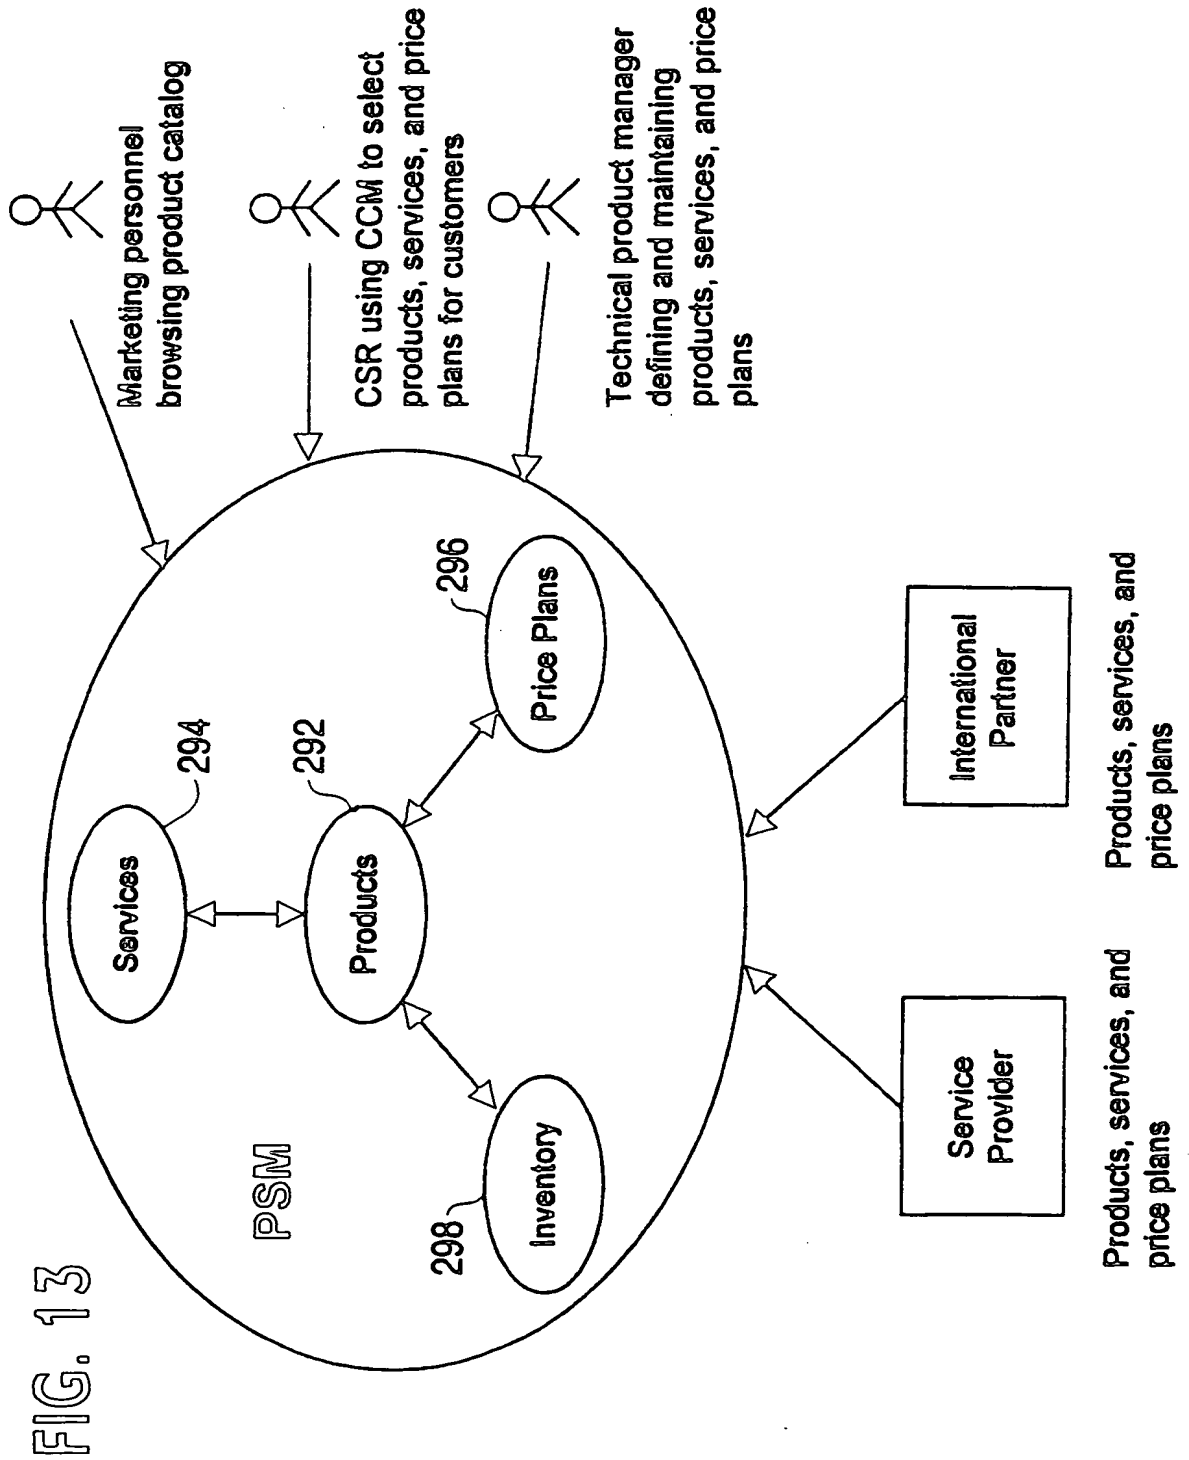 FIG. 13
PSM
Services
294
Products
292
Price Plans
296
Inventory
298
Marketing personnel
browsing product catalog
CSR using CCM to select
products, services, and price
plans for customers
Technical product manager
defining and maintaining
products, services, and price
plans
Service
Provider
Products, services, and
price plans
International
Partner
Products, services, and
price plans